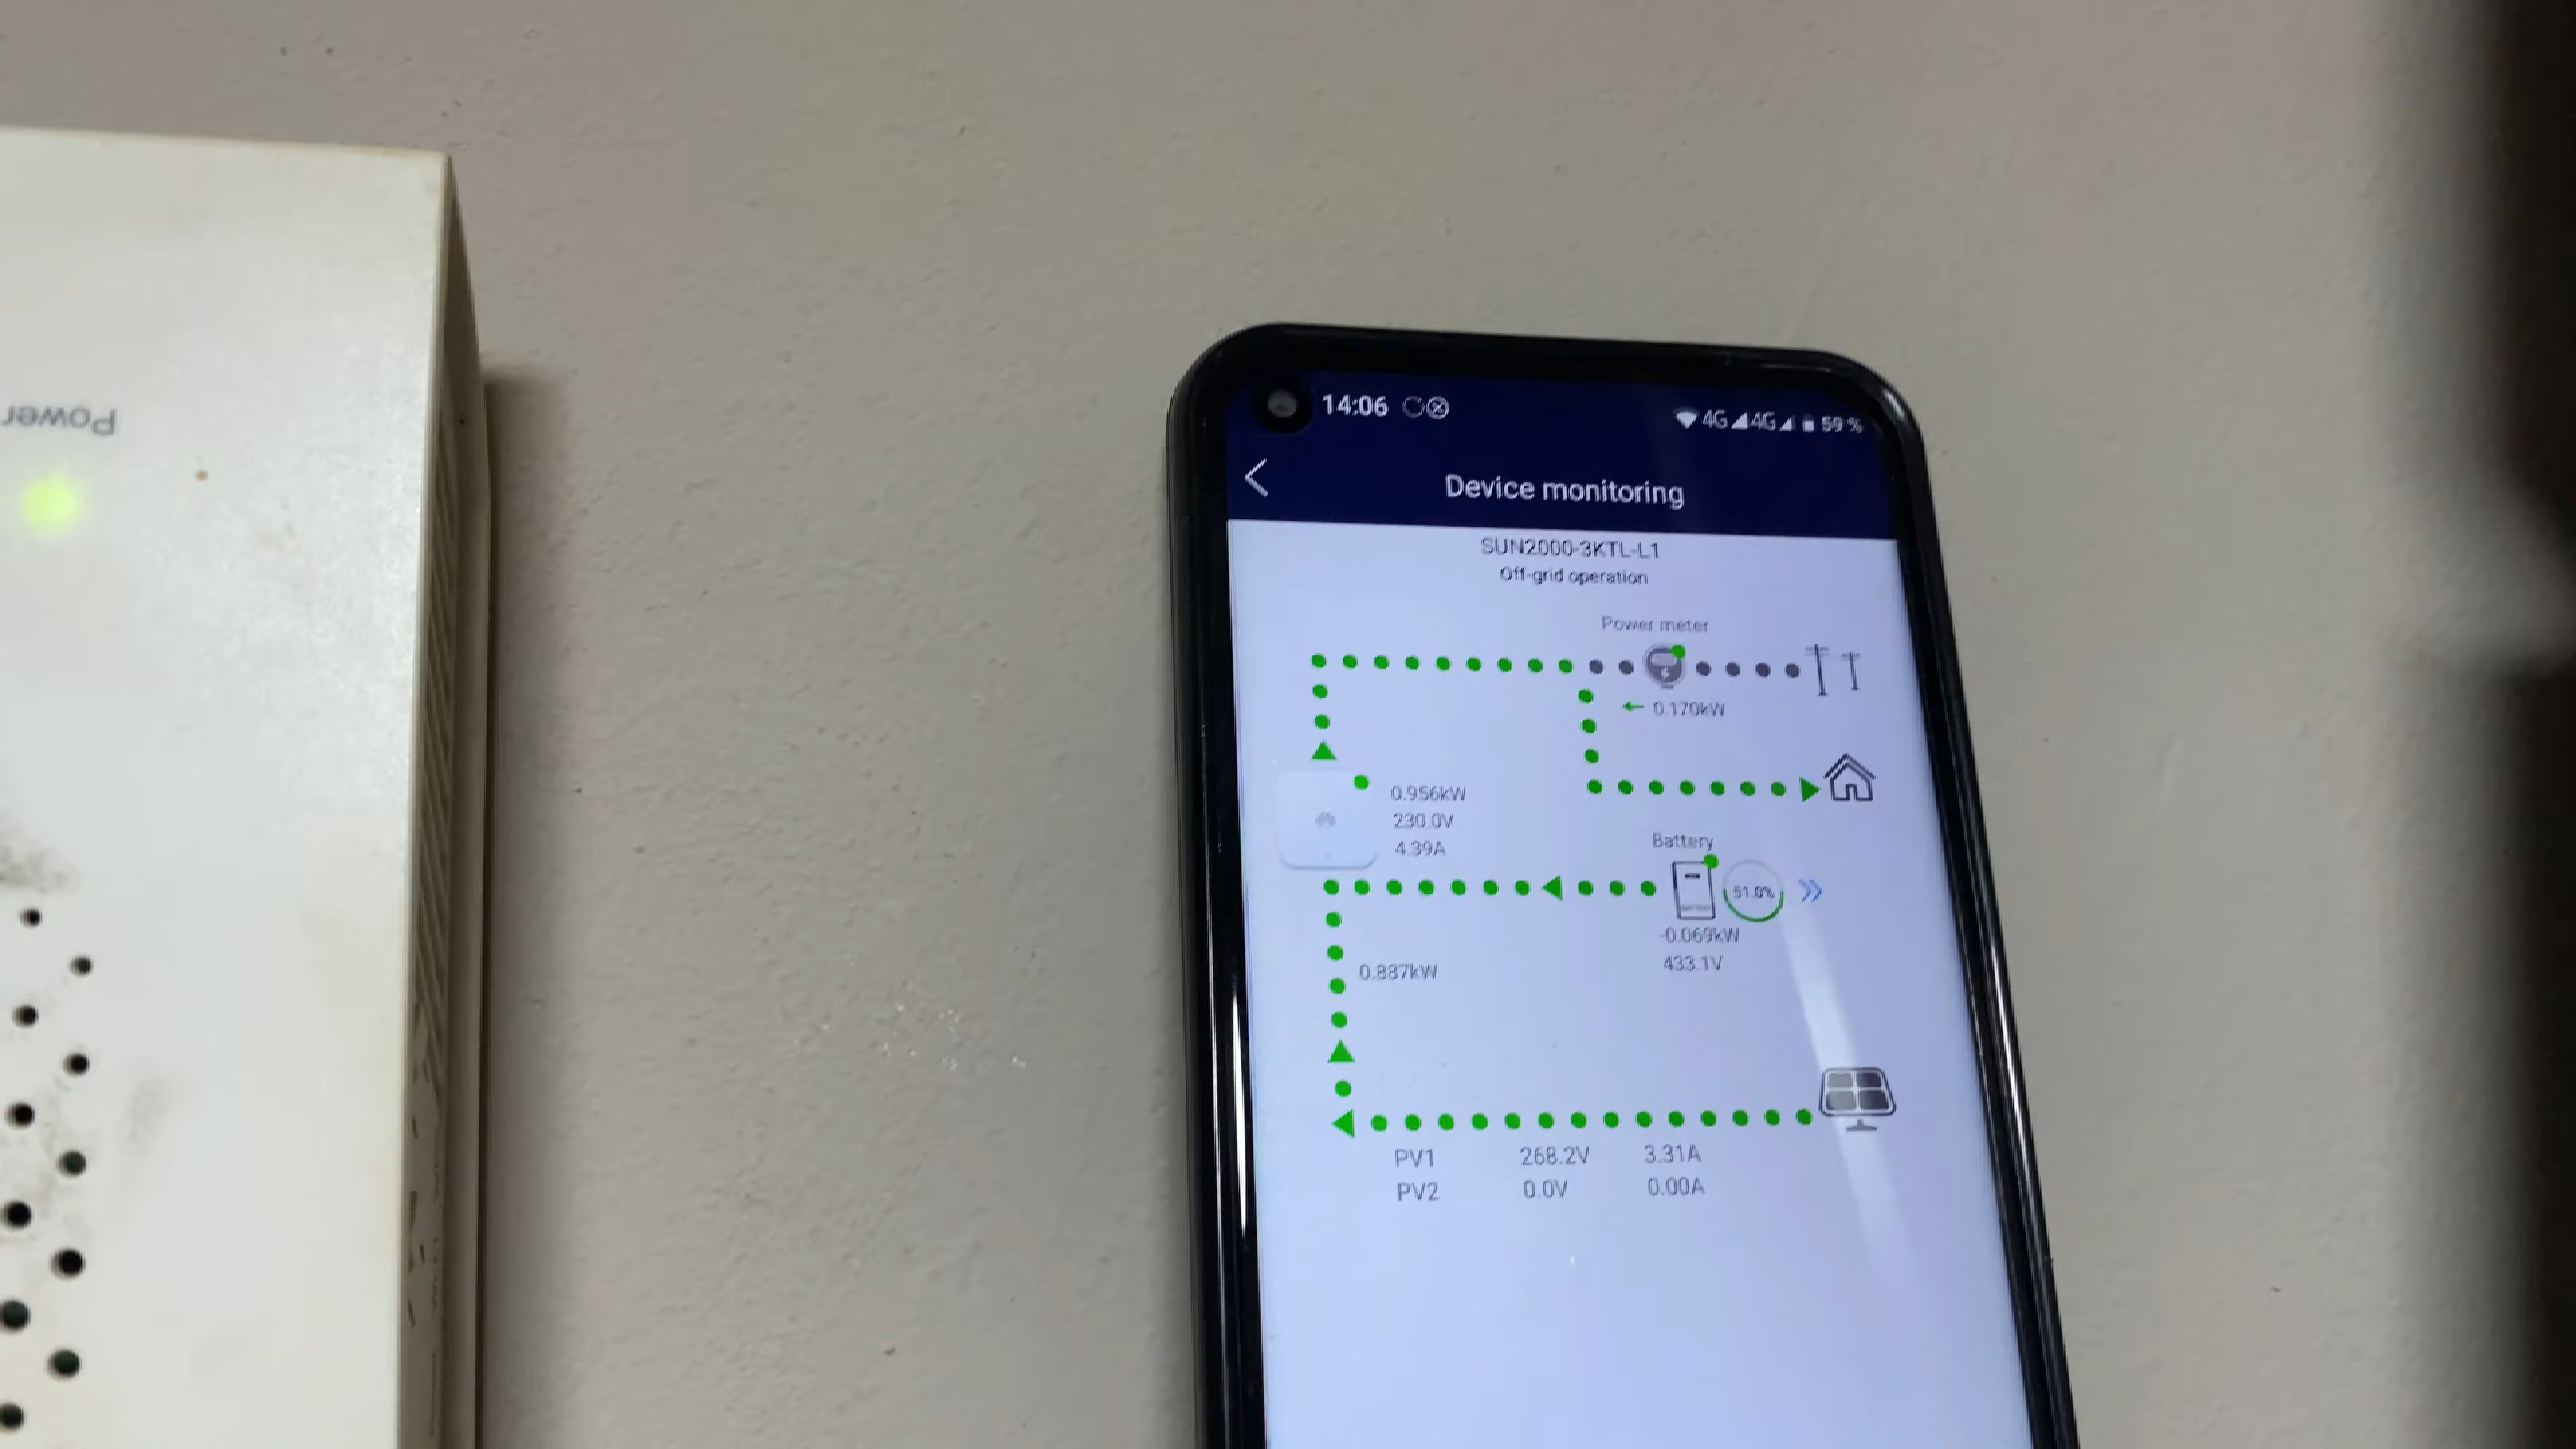 Power
14:06 4G 4G 59 %
Device monitoring
SUN2000-3KTL-L1
Off-grid operation
Power meter
0.170kW
0.956kW
230.0V
4.39A
Battery
51.0%
-0.069kW
433.1V
0.887kW
PV1 268.2V 3.31A
PV2 0.0V 0.00A